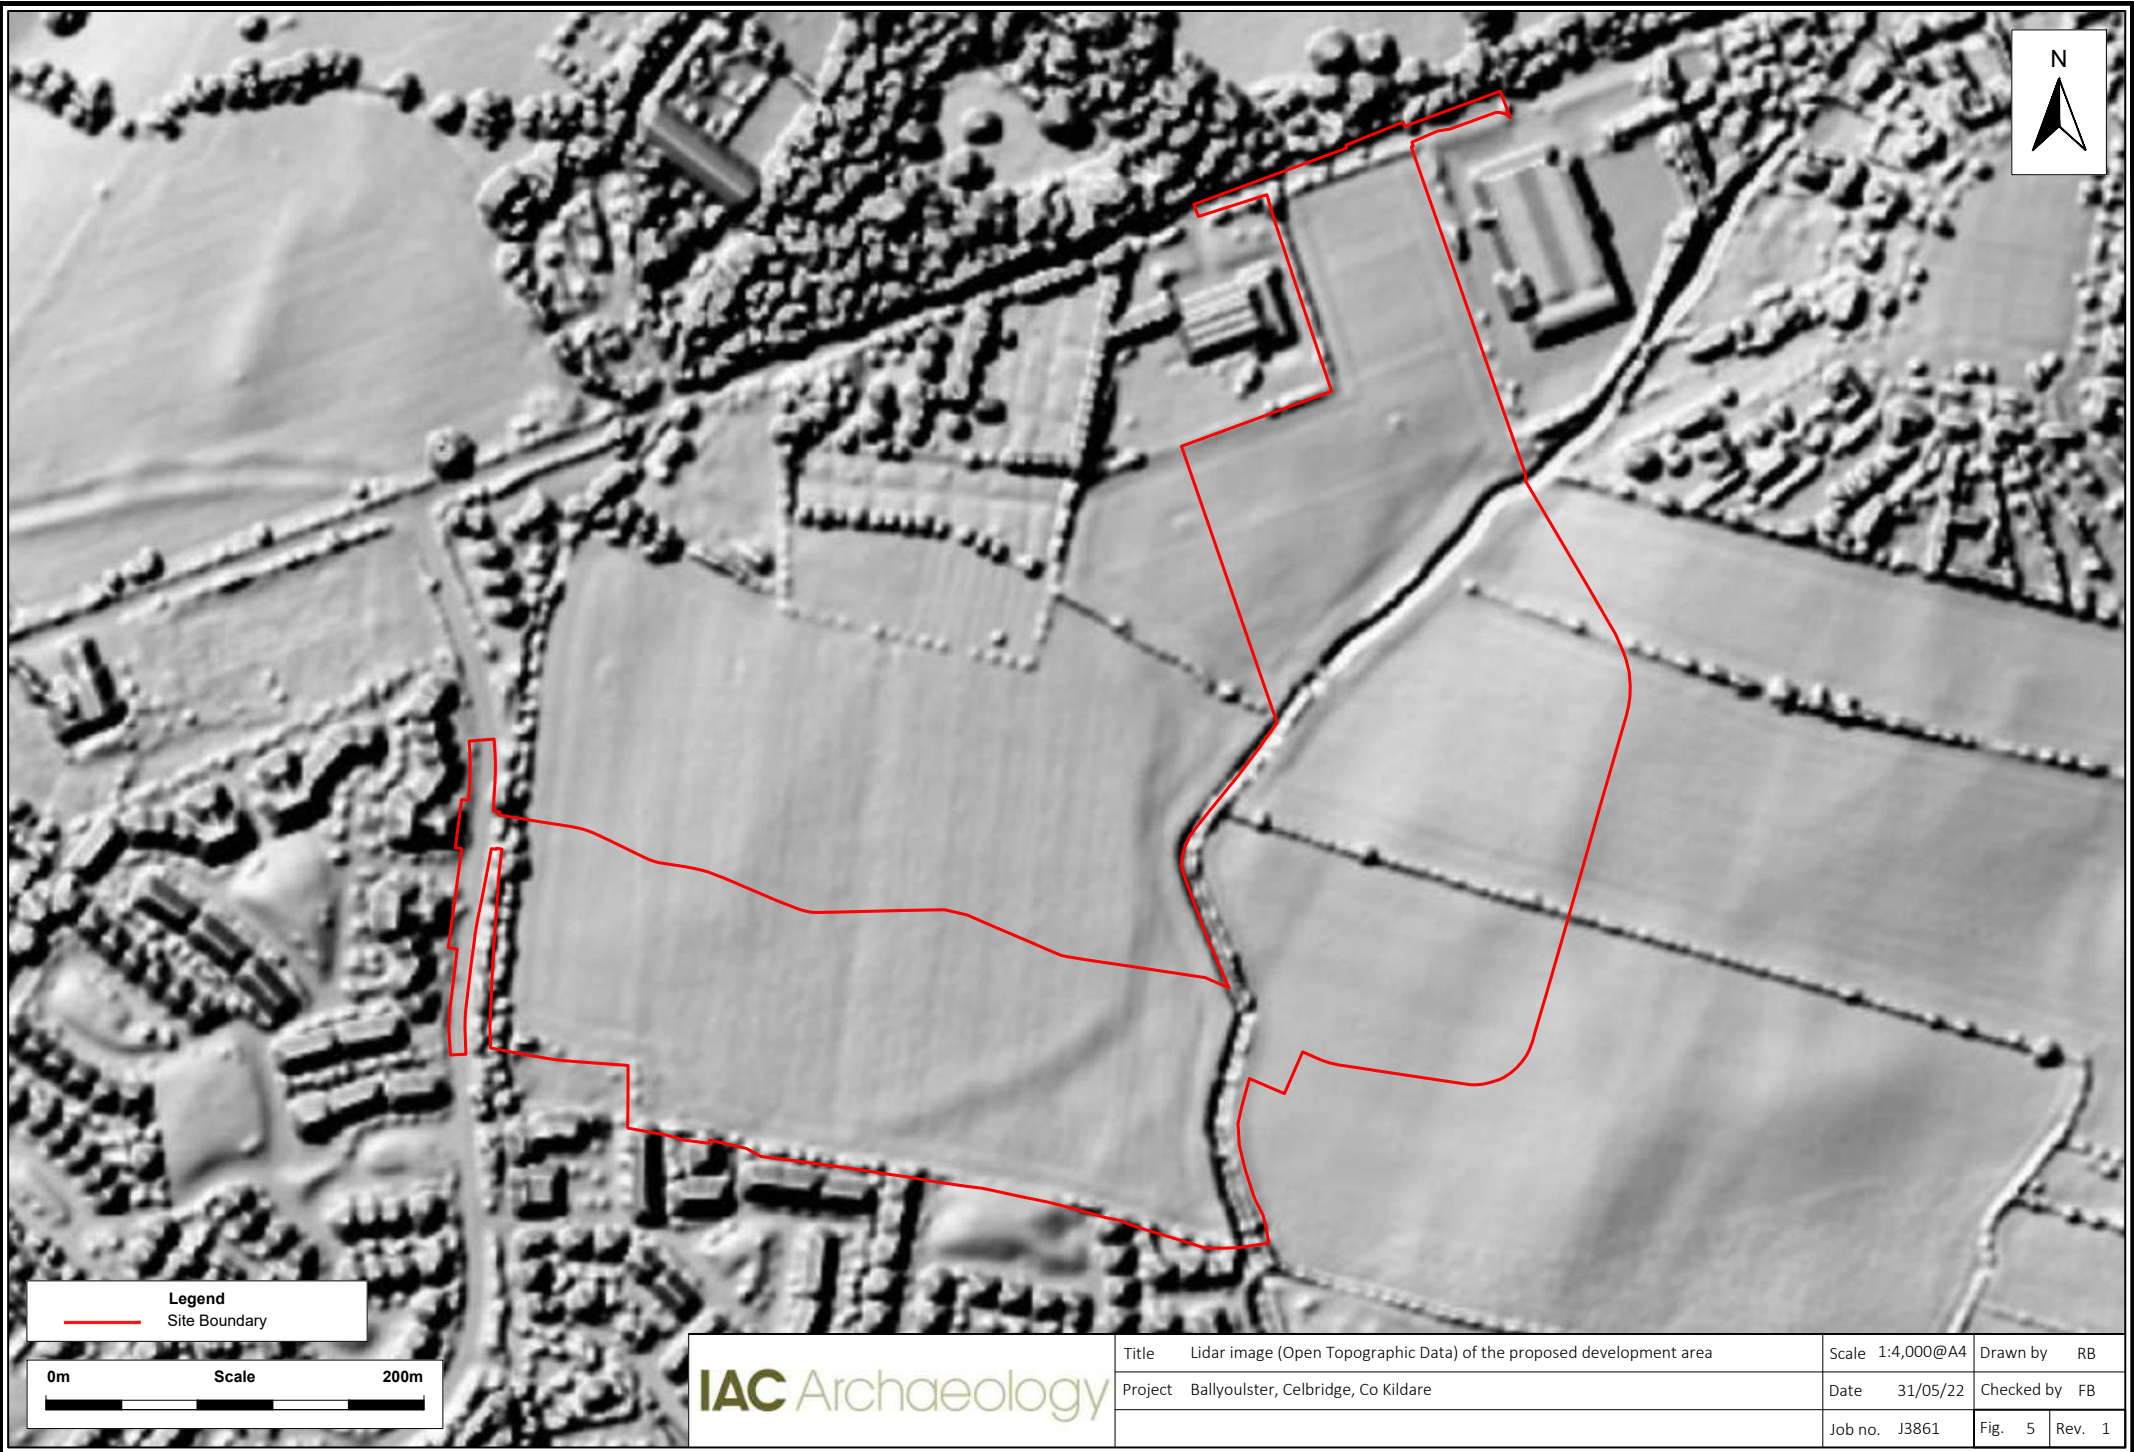 N
Legend
Site Boundary
0m Scale 200m
IAC Archaeology
Title Lidar image (Open Topographic Data) of the proposed development area
Project Ballyoulster, Celbridge, Co Kildare
Scale 1:4,000@A4 Drawn by RB
Date 31/05/22 Checked by FB
Job no. J3861 Fig. 5 Rev. 1